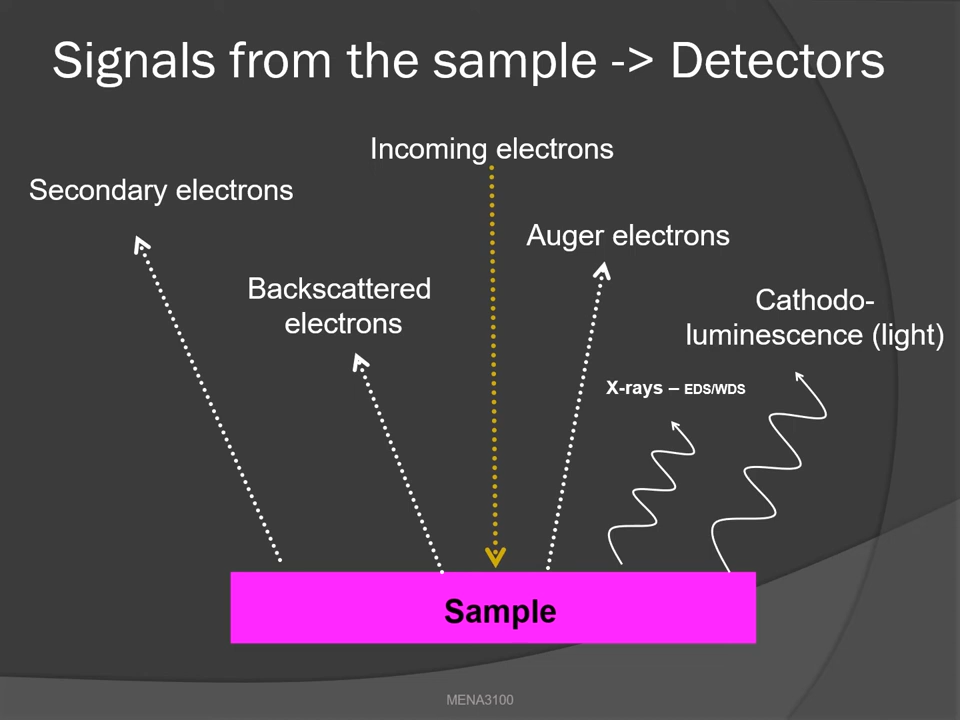 Signals from the sample -> Detectors
Incoming electrons
Secondary electrons
Auger electrons
Backscattered
electrons
Cathodo-
luminescence (light)
X-rays – EDS/WDS
Sample
MENA3100